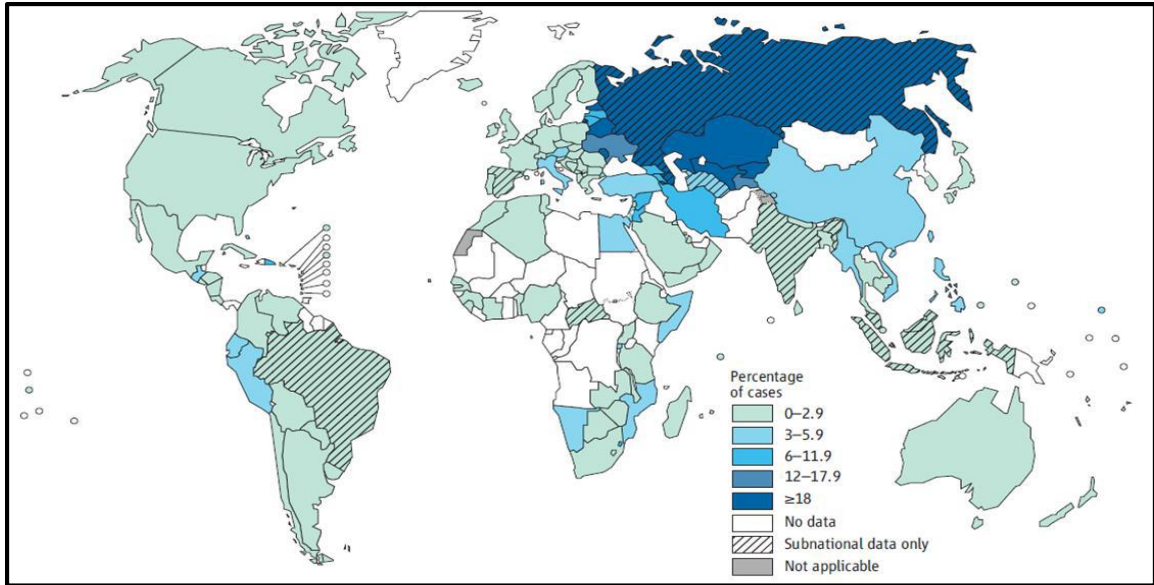 Percentage
of cases
0–2.9
3–5.9
6–11.9
12–17.9
≥18
No data
Subnational data only
Not applicable